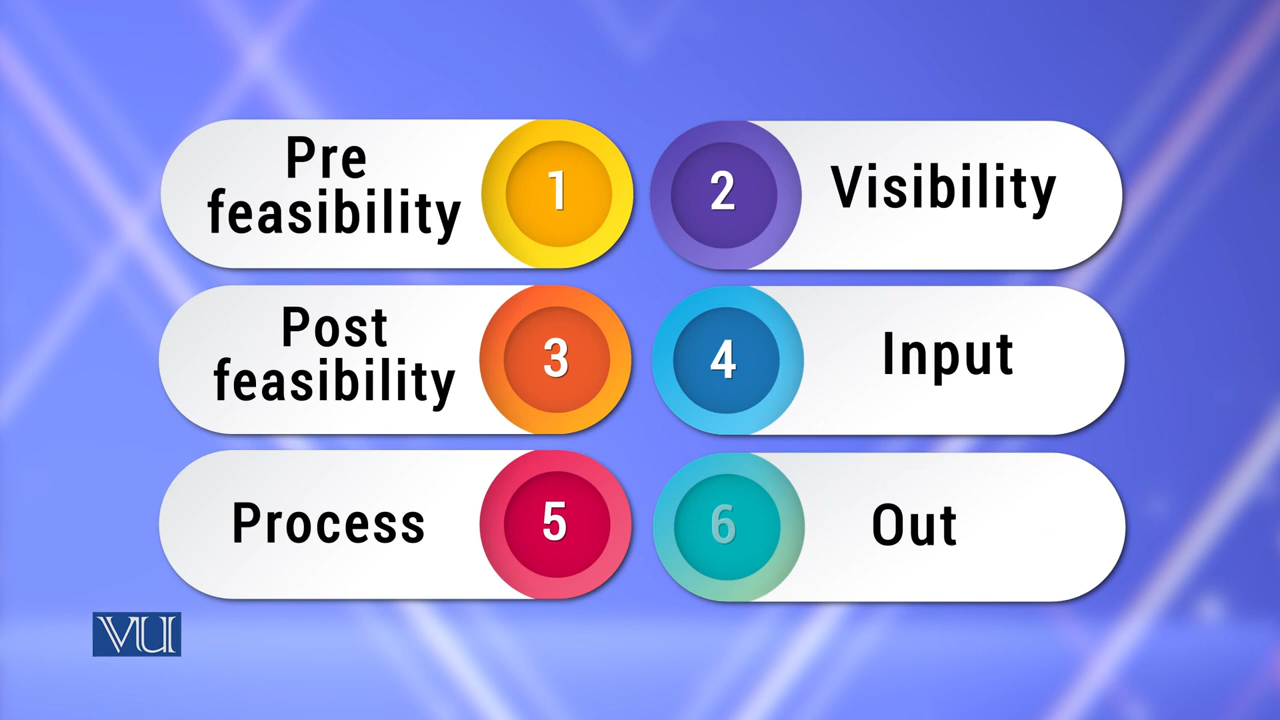 Pre
feasibility
1
2
Visibility
Post
feasibility
3
4
Input
Process
5
6
Out
VU